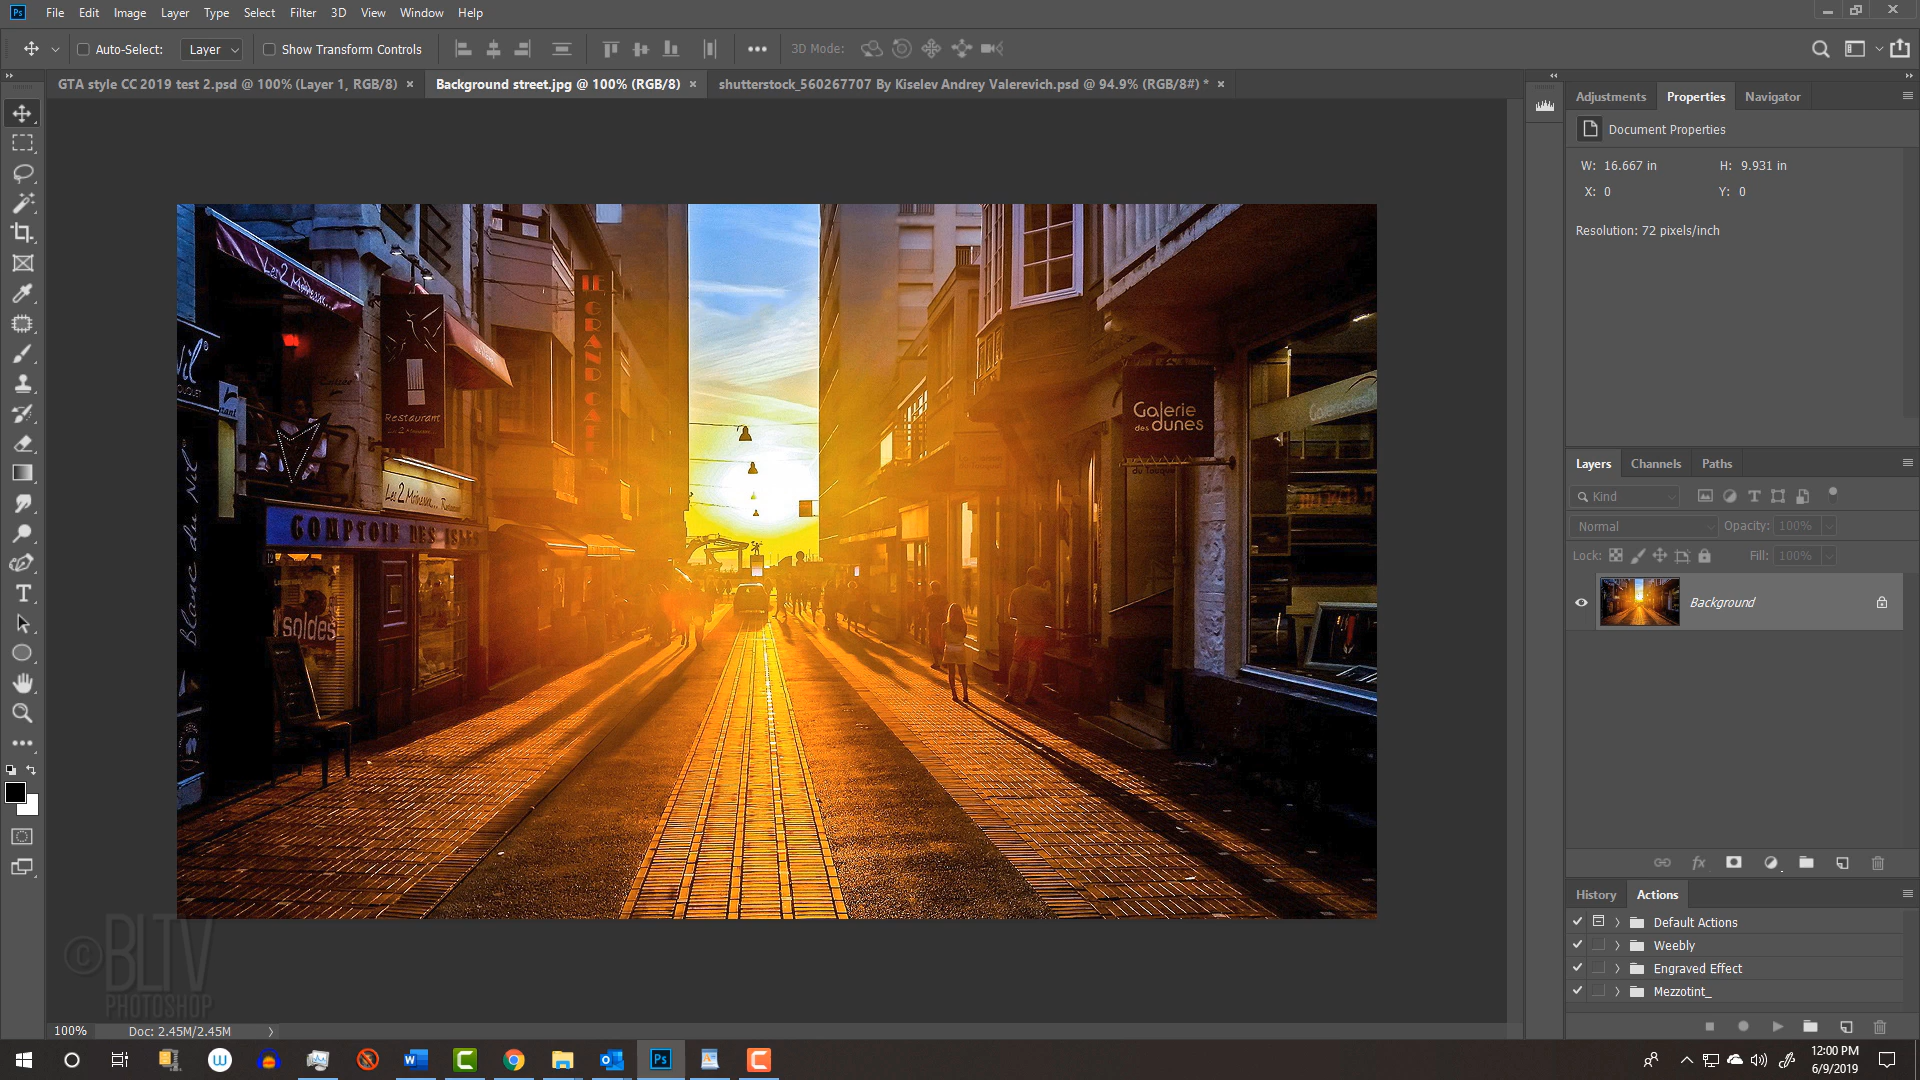 Ps File Edit Image Layer Type Select Filter 3D View Window Help
Auto-Select: Layer Show Transform Controls 3D Mode:
GTA style CC 2019 test 2.psd @ 100% (Layer 1, RGB/8) × Background street.jpg @ 100% (RGB/8) × shutterstock_560267707 By Kiselev Andrey Valerevich.psd @ 94.9% (RGB/8#) * ×
Adjustments Properties Navigator
Document Properties
W: 16.667 in H: 9.931 in
X: 0 Y: 0
Resolution: 72 pixels/inch
Les 2 Moineaux...
LE GRAND CAFE
Restaurant
Galerie
des dunes
Les 2 Moineaux... Restaurant
COMPTOIR DES ISLES
Blanc du Nil
soldes
Layers Channels Paths
Kind
Normal Opacity: 100%
Lock: Fill: 100%
Background
fx
History Actions
Default Actions
Weebly
Engraved Effect
Mezzotint_
© BLTV
PHOTOSHOP
100% Doc: 2.45M/2.45M
12:00 PM
6/9/2019